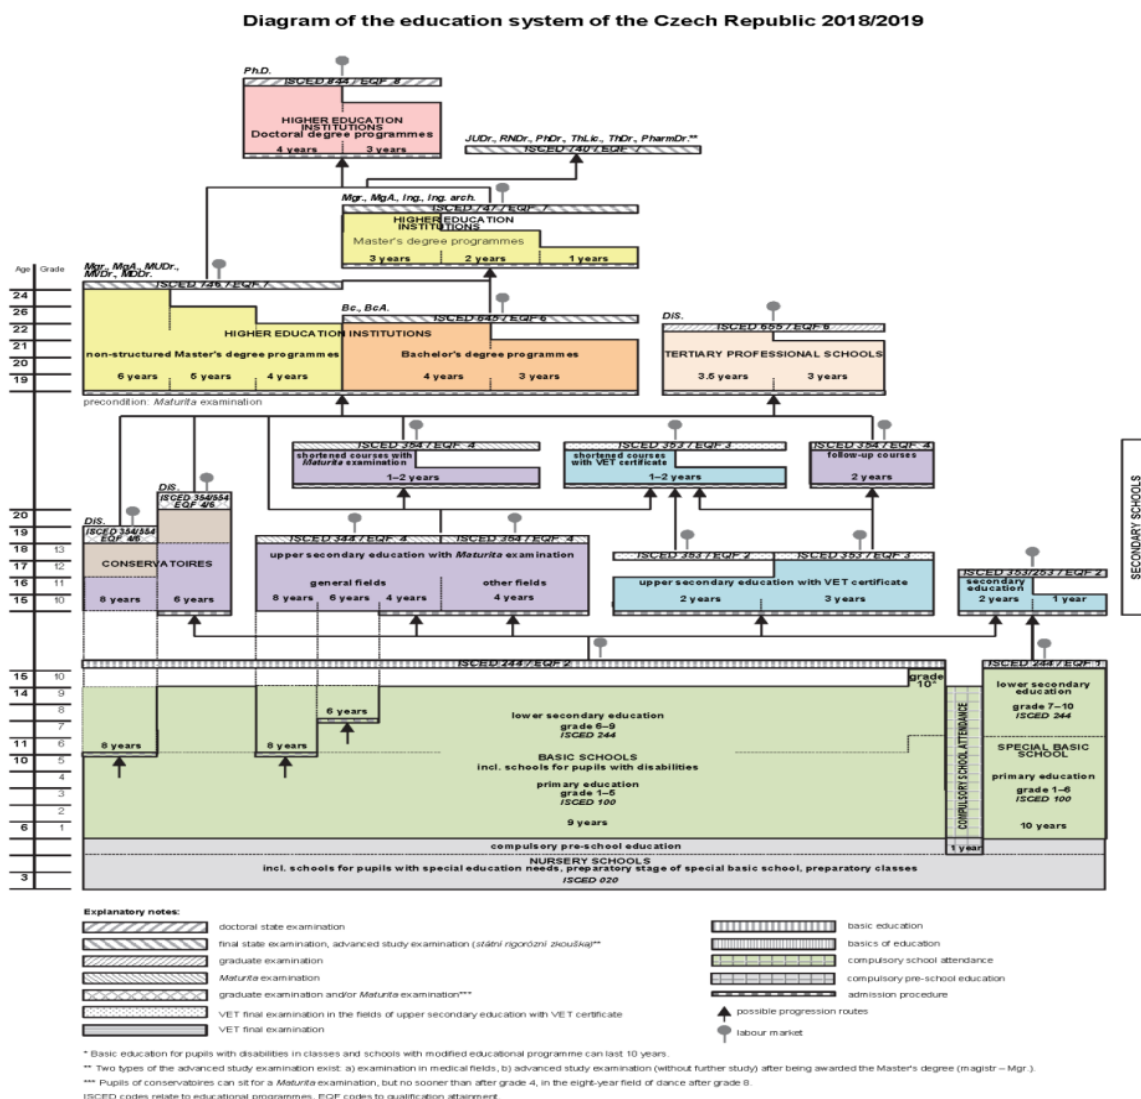 Diagram of the education system of the Czech Republic 2018/2019
Ph.D.
ISCED 844 / EQF 8
HIGHER EDUCATION
INSTITUTIONS
Doctoral degree programmes
4 years
3 years
JUDr., RNDr., PhDr., ThLic., ThDr., PharmDr.**
ISCED 740 / EQF 7
Mgr., MgA., Ing., Ing. arch.
ISCED 747 / EQF 7
HIGHER EDUCATION
INSTITUTIONS
Master's degree programmes
3 years
2 years
1 years
Age
Grade
Mgr., MgA., MUDr.,
MVDr., MDDr.
ISCED 746 / EQF 7
Bc., BcA.
ISCED 645 / EQF 6
DiS.
ISCED 655 / EQF 6
24
26
22
21
20
19
HIGHER EDUCATION INSTITUTIONS
non-structured Master's degree programmes
Bachelor's degree programmes
TERTIARY PROFESSIONAL SCHOOLS
6 years
5 years
4 years
4 years
3 years
3.5 years
3 years
precondition: Maturita examination
ISCED 354 / EQF 4
shortened courses with
Maturita examination
1–2 years
ISCED 353 / EQF 3
shortened courses
with VET certificate
1–2 years
ISCED 354 / EQF 4
follow-up courses
2 years
SECONDARY SCHOOLS
DiS.
ISCED 354/554
EQF 4/6
DiS.
ISCED 354/554
EQF 4/6
20
19
18 13
17 12
16 11
15 10
CONSERVATOIRES
8 years
6 years
ISCED 344 / EQF 4
ISCED 354 / EQF 4
upper secondary education with Maturita examination
general fields
other fields
8 years
6 years
4 years
4 years
ISCED 353 / EQF 2
ISCED 353 / EQF 3
upper secondary education with VET certificate
2 years
3 years
ISCED 353/253 / EQF 2
secondary
education
2 years
1 year
ISCED 244 / EQF 2
ISCED 244 / EQF 1
15 10
14 9
8
7
11 6
10 5
4
3
2
6 1
3
grade
10*
8 years
8 years
6 years
lower secondary education
grade 6–9
ISCED 244
BASIC SCHOOLS
incl. schools for pupils with disabilities
primary education
grade 1–5
ISCED 100
9 years
COMPULSORY SCHOOL ATTENDANCE
1 year
lower secondary
education
grade 7–10
ISCED 244
SPECIAL BASIC
SCHOOL
primary education
grade 1–6
ISCED 100
10 years
compulsory pre-school education
NURSERY SCHOOLS
incl. schools for pupils with special education needs, preparatory stage of special basic school, preparatory classes
ISCED 020
Explanatory notes:
doctoral state examination
final state examination, advanced study examination (státní rigorózní zkouška)**
graduate examination
Maturita examination
graduate examination and/or Maturita examination***
VET final examination in the fields of upper secondary education with VET certificate
VET final examination
basic education
basics of education
compulsory school attendance
compulsory pre-school education
admission procedure
possible progression routes
labour market
* Basic education for pupils with disabilities in classes and schools with modified educational programme can last 10 years.
** Two types of the advanced study examination exist: a) examination in medical fields, b) advanced study examination (without further study) after being awarded the Master's degree (magistr – Mgr.).
*** Pupils of conservatoires can sit for a Maturita examination, but no sooner than after grade 4, in the eight-year field of dance after grade 8.
ISCED codes relate to educational programmes, EQF codes to qualification attainment.